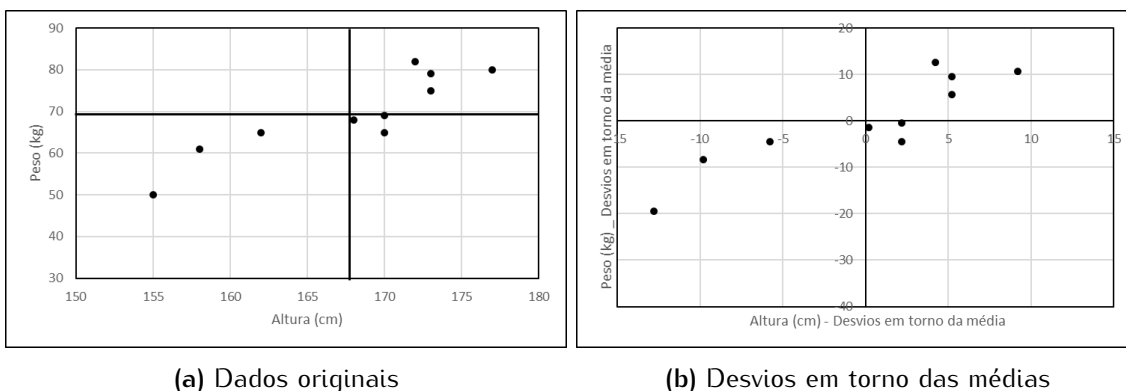 90
80
70
60
50
40
30
150 155 160 165 170 175 180
Peso (kg)
Altura (cm)
20
10
0
-10
-20
-30
-40
-15 -10 -5 0 5 10 15
Peso (kg) _ Desvios em torno da média
Altura (cm) - Desvios em torno da média
(a) Dados originais
(b) Desvios em torno das médias